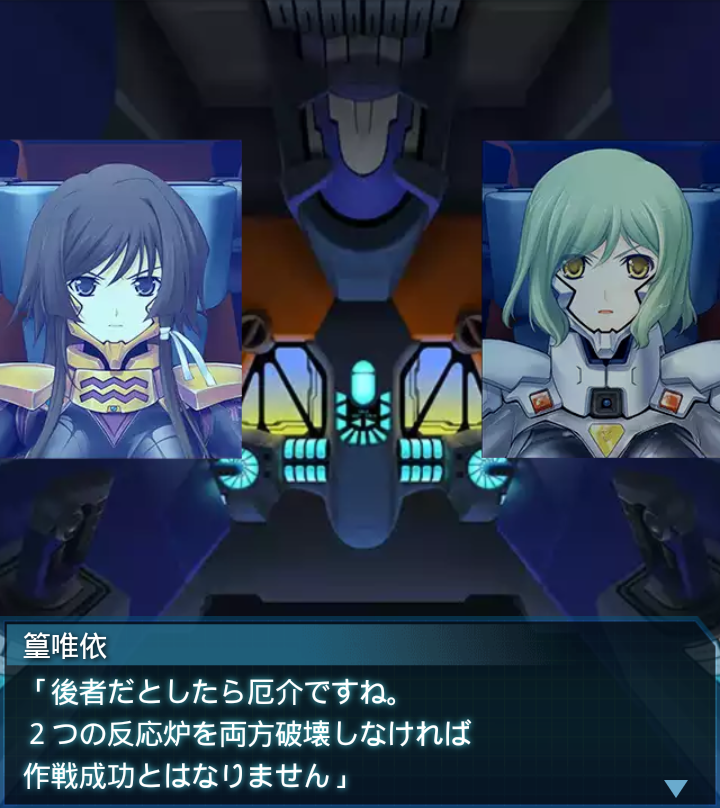 篁唯依
「後者だとしたら厄介ですね。
２つの反応炉を両方破壊しなければ
作戦成功とはなりません」